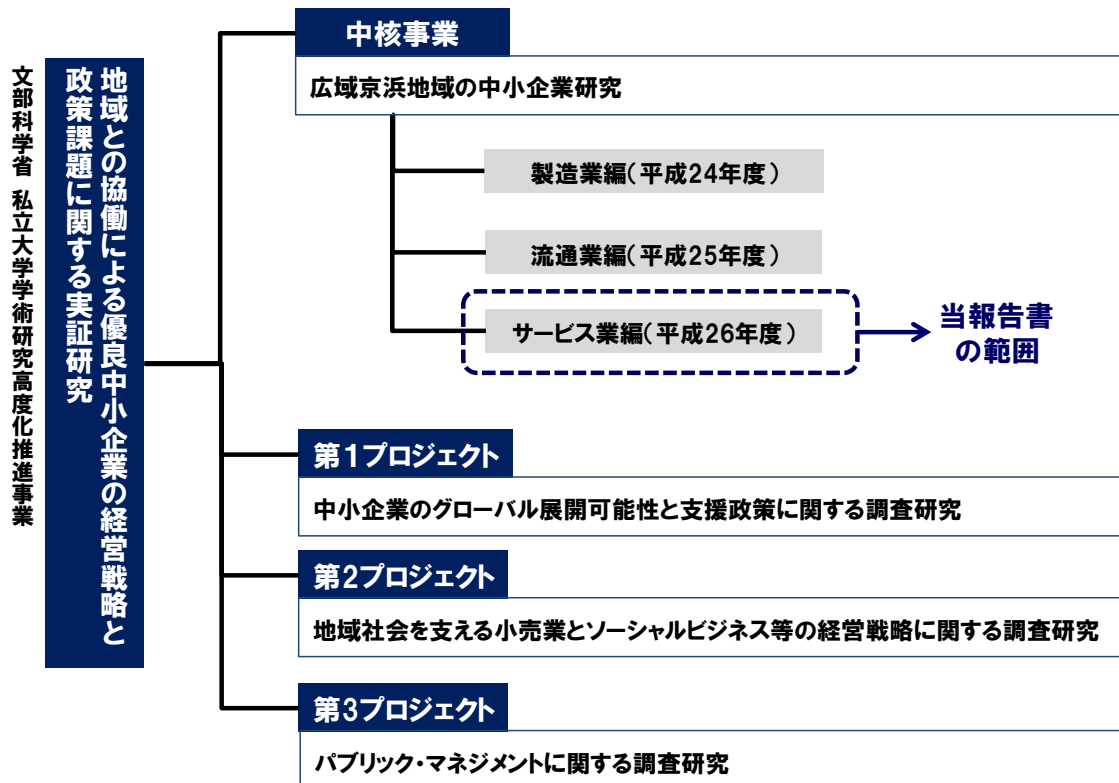 文部科学省 私立大学学術研究高度化推進事業
地域との協働による優良中小企業の経営戦略と
政策課題に関する実証研究
中核事業
広域京浜地域の中小企業研究
製造業編(平成24年度)
流通業編(平成25年度)
サービス業編(平成26年度)
当報告書
の範囲
第1プロジェクト
中小企業のグローバル展開可能性と支援政策に関する調査研究
第2プロジェクト
地域社会を支える小売業とソーシャルビジネス等の経営戦略に関する調査研究
第3プロジェクト
パブリック・マネジメントに関する調査研究